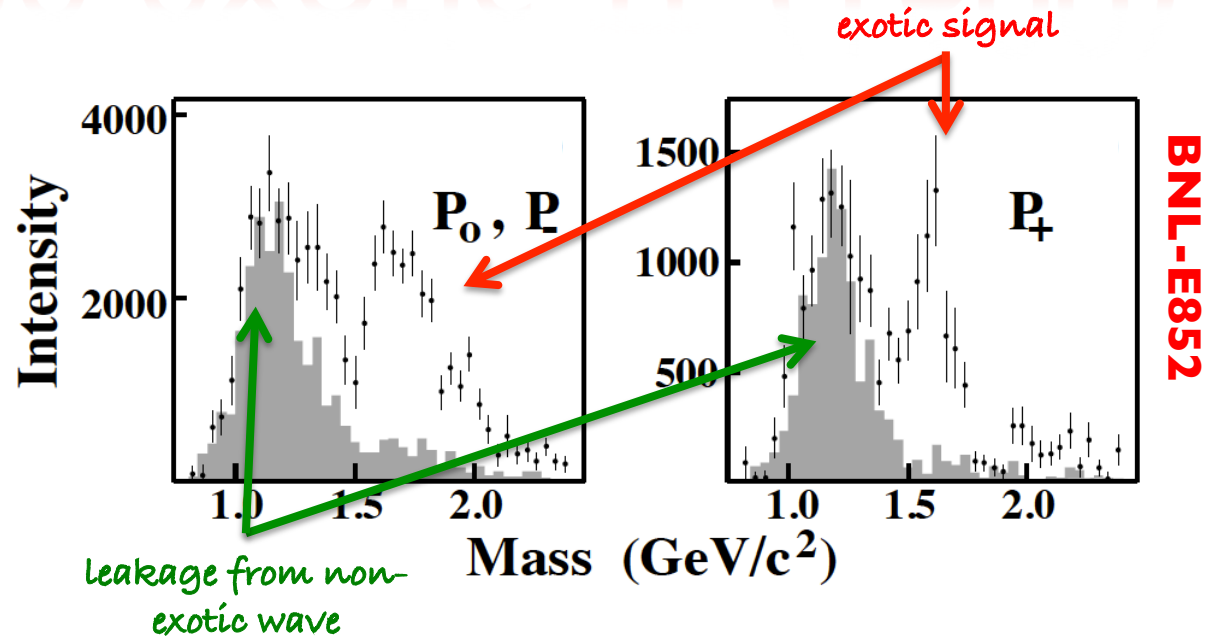 exotic signal
4000
2000
Intensity
P₀ , P₋
1.0 1.5 2.0
1500
1000
500
P₊
1.0 1.5 2.0
BNL-E852
Mass (GeV/c²)
leakage from non-
exotic wave